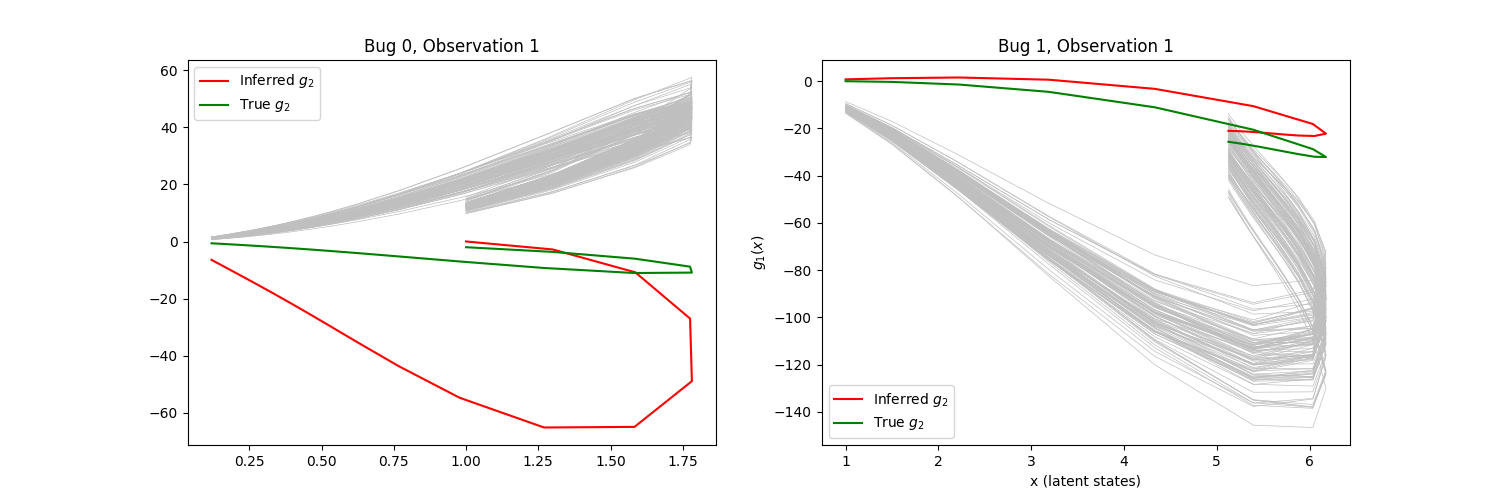 Bug 0, Observation 1
60
40
20
0
−20
−40
−60
Inferred g₂
True g₂
0.25 0.50 0.75 1.00 1.25 1.50 1.75
Bug 1, Observation 1
g₁(x)
0
−20
−40
−60
−80
−100
−120
−140
Inferred g₂
True g₂
1 2 3 4 5 6
x (latent states)